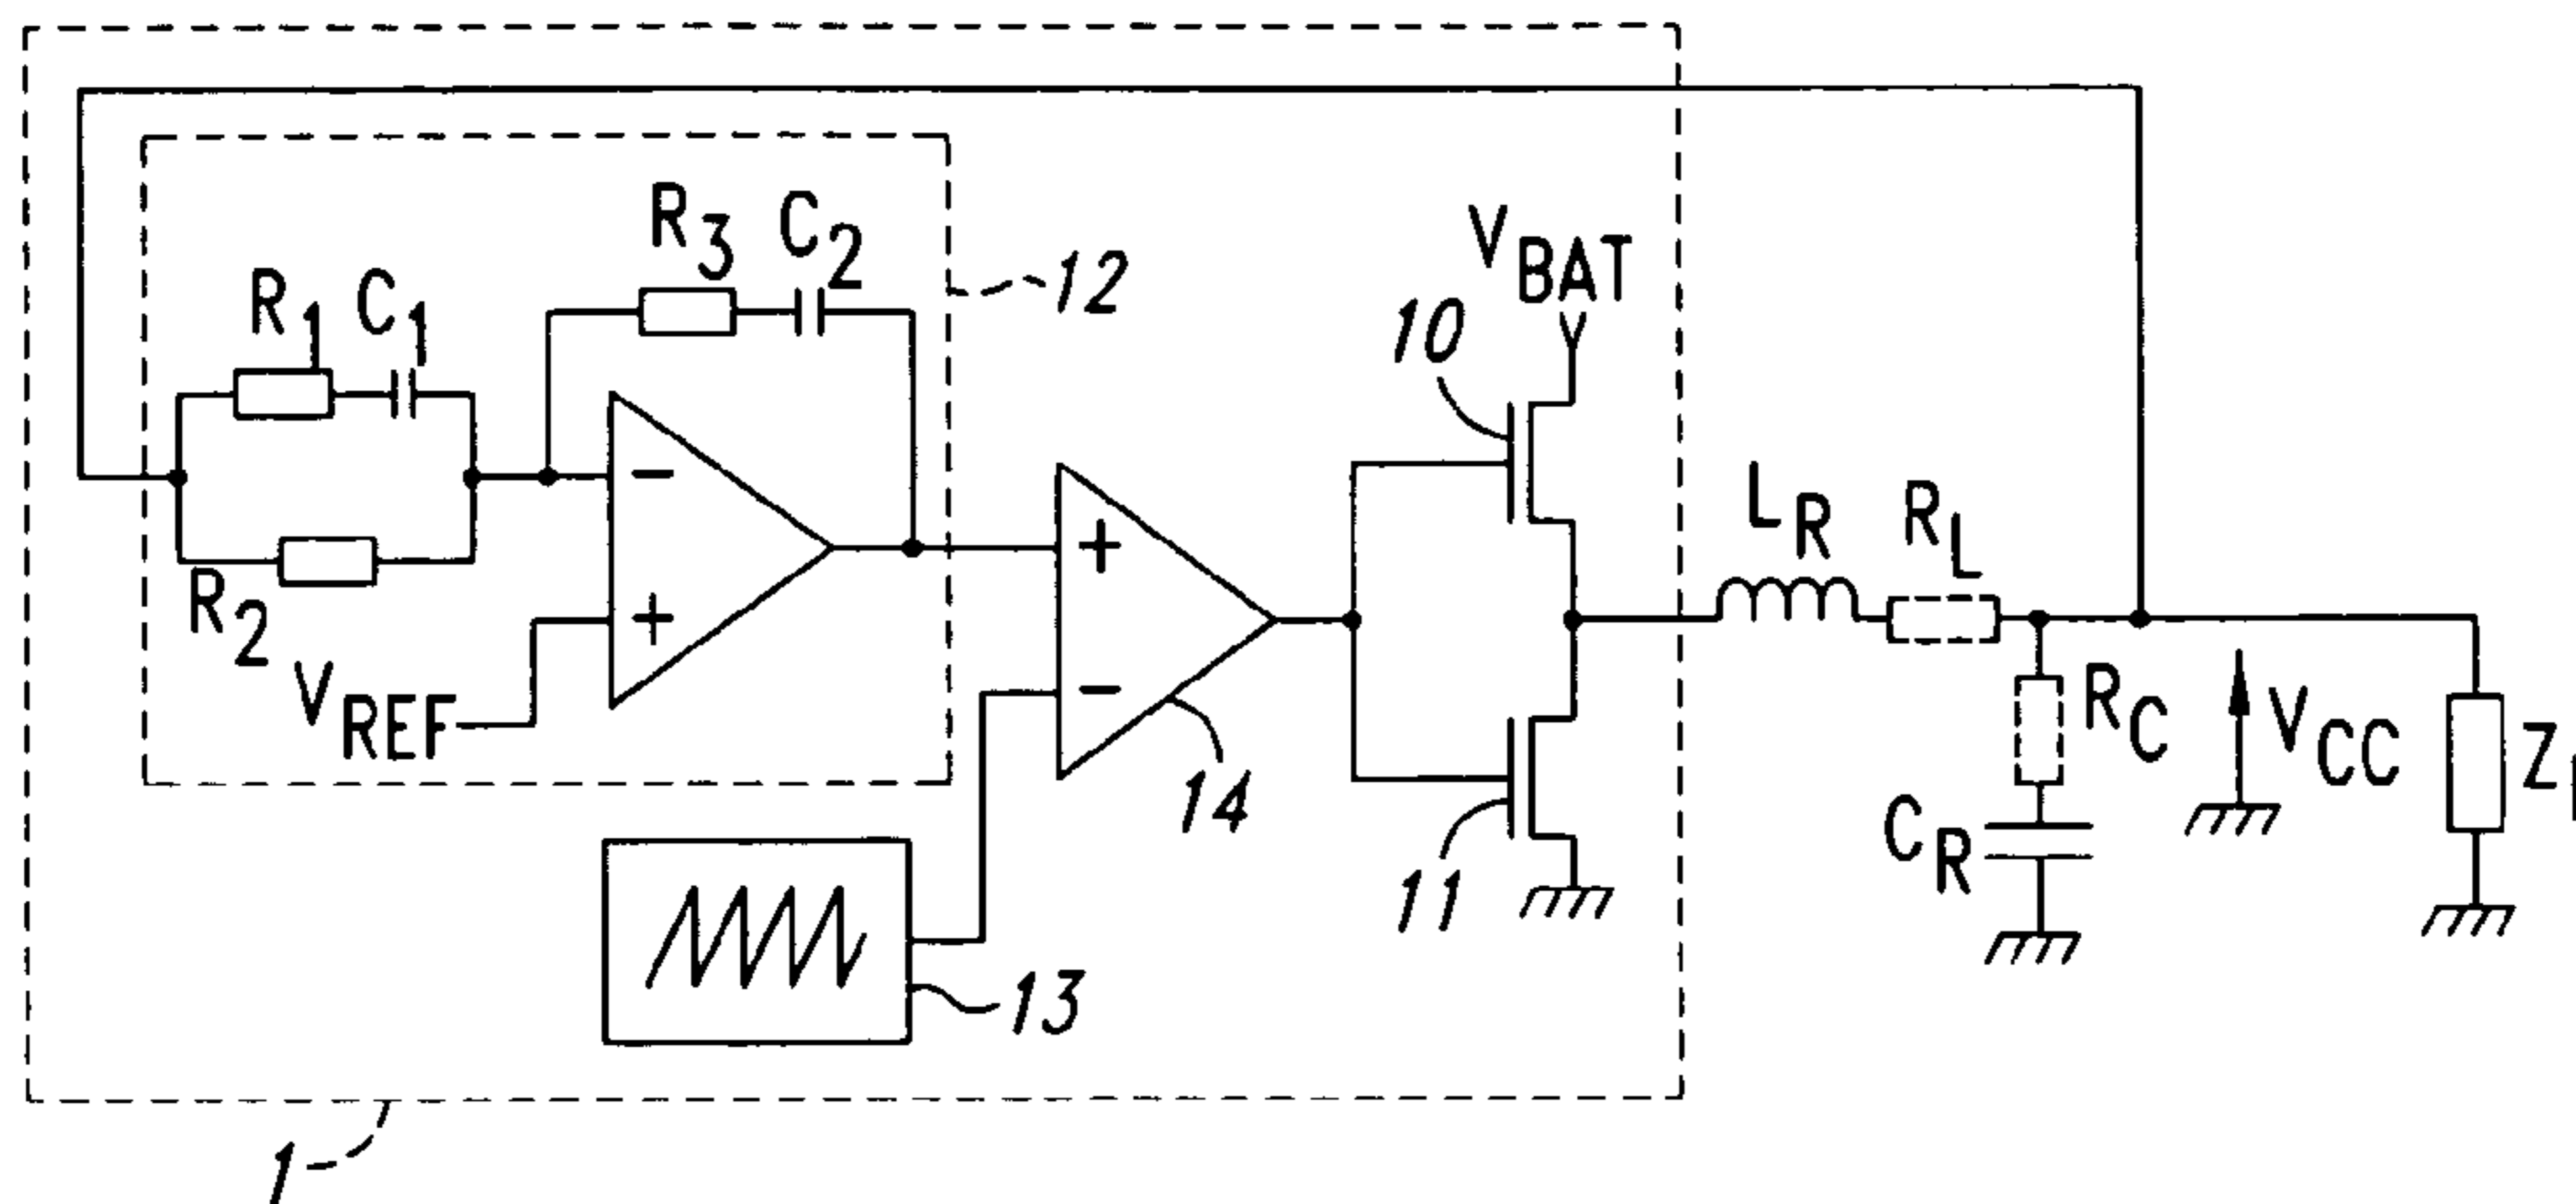 R3 C2
12
VBAT
R1 C1
10
LR RL
R2
VREF
- +
+ -
14
RC
VCC
CR
11
13
1